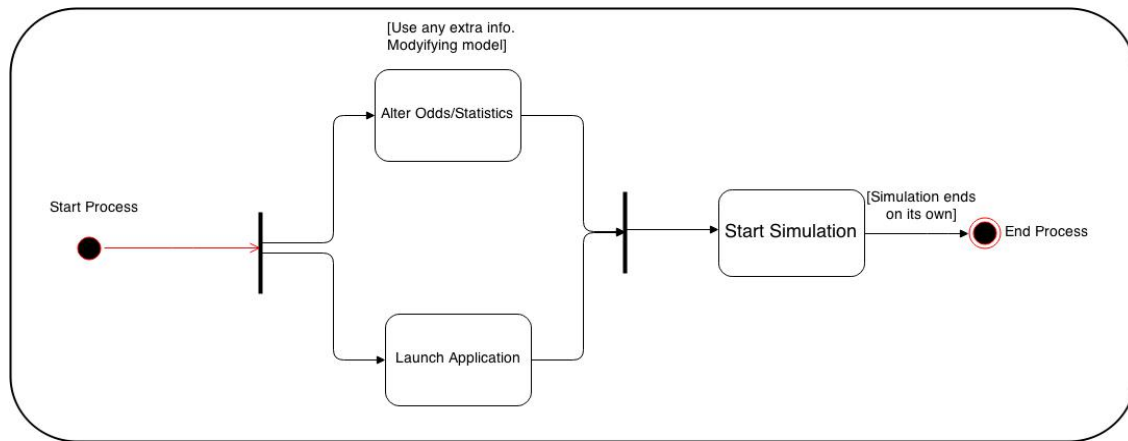 [Use any extra info.
Modyifying model]
Alter Odds/Statistics
Start Process
Launch Application
Start Simulation
[Simulation ends
on its own]
End Process